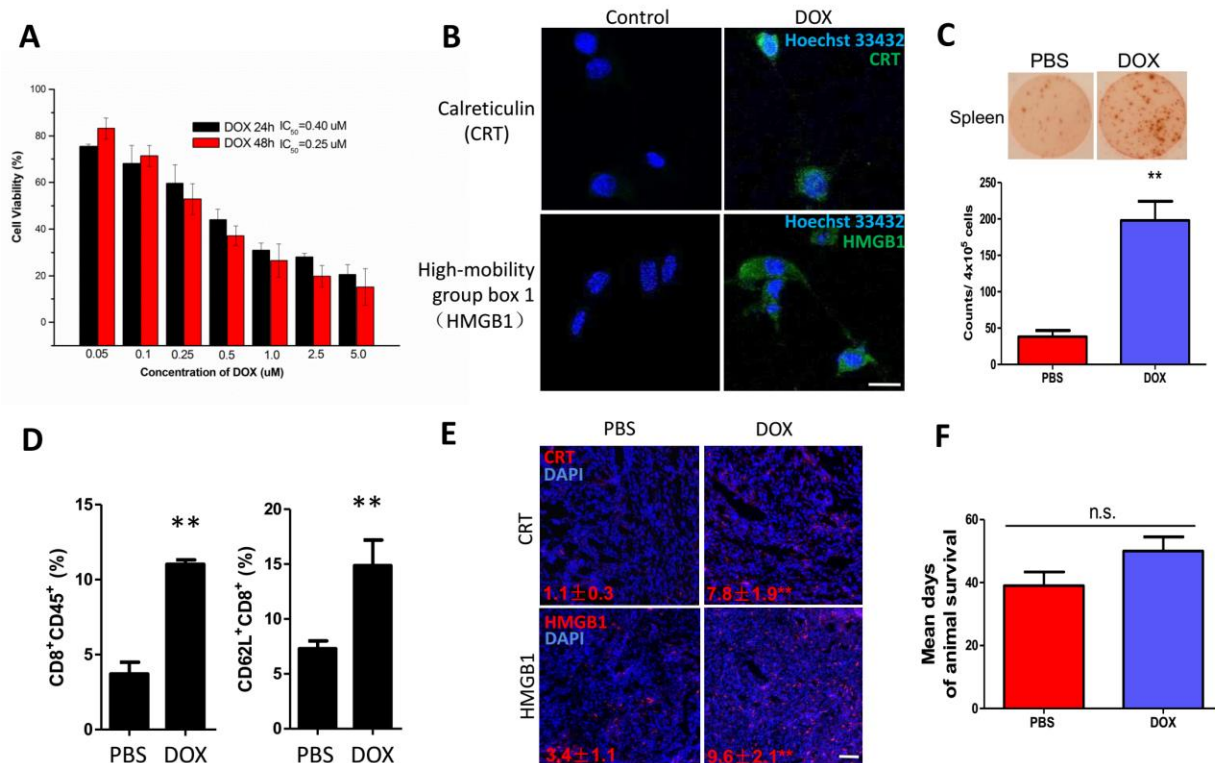 A
100
80
60
40
20
0
Cell Viability (%)
DOX 24h IC50=0.40 uM
DOX 48h IC50=0.25 uM
0.05 0.1 0.25 0.5 1.0 2.5 5.0
Concentration of DOX (uM)
B
Control DOX
Calreticulin
(CRT)
Hoechst 33432
CRT
High-mobility
group box 1
（HMGB1）
Hoechst 33432
HMGB1
C
PBS DOX
Spleen
**
250
200
150
100
50
0
Counts/ 4x10⁵ cells
PBS DOX
D
CD8⁺CD45⁺ (%)
15
10
5
0
**
PBS DOX
CD62L⁺CD8⁺ (%)
20
15
10
5
0
**
PBS DOX
E
PBS DOX
CRT
CRT
DAPI
1.1±0.3
7.8±1.9**
HMGB1
HMGB1
DAPI
3.4±1.1
9.6±2.1**
F
n.s.
60
40
20
0
Mean days
of animal survival
PBS DOX